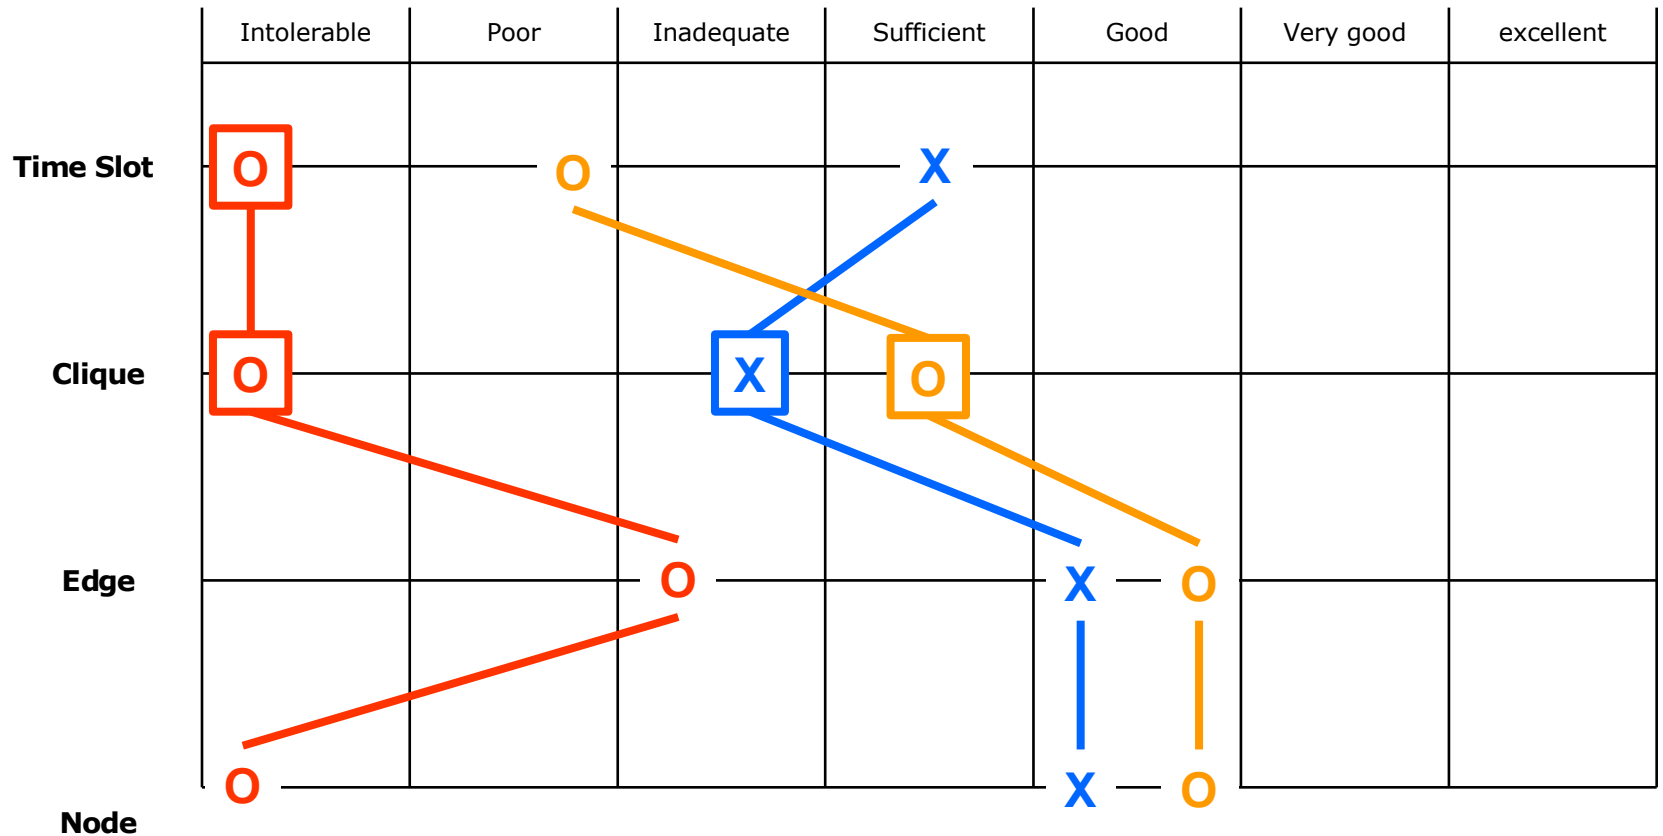 Intolerable Poor Inadequate Sufficient Good Very good excellent
Time Slot O O X
Clique O X O
Edge O X O
O X O
Node